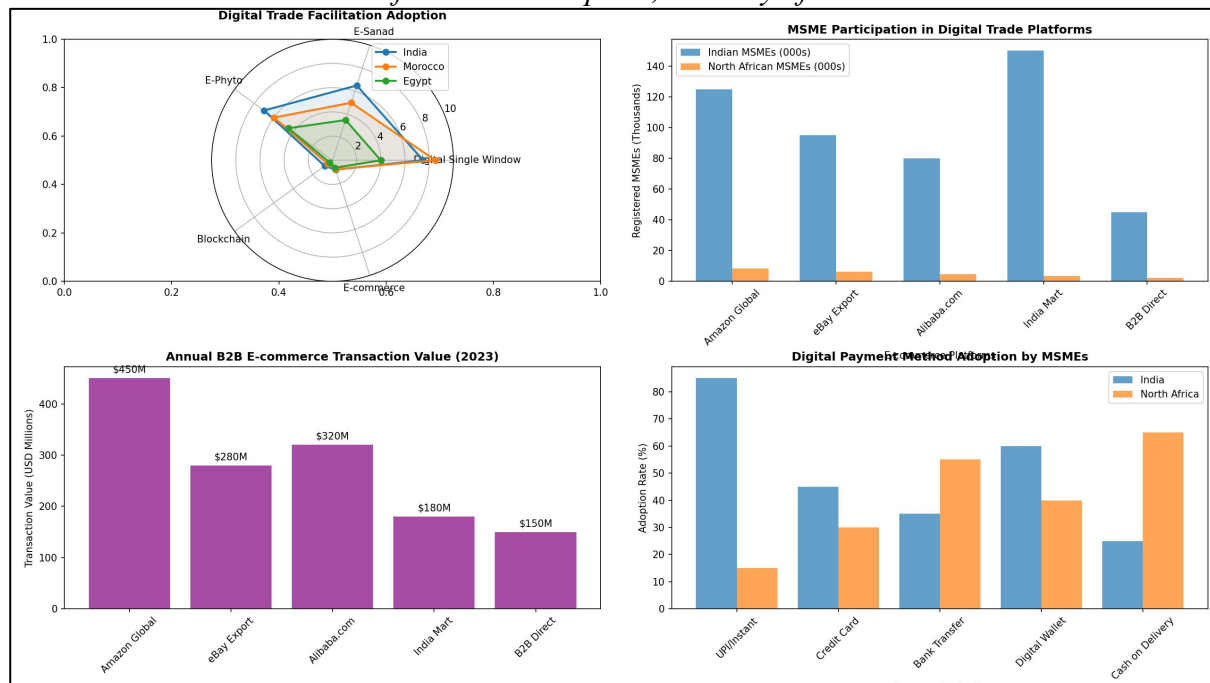 Digital Trade Facilitation Adoption
1.0
0.8
0.6
0.4
0.2
0.0
0.0
0.2
0.4
0.6
0.8
1.0
E-Sanad
E-Phyto
Digital Single Window
Blockchain
E-commerce
2
4
6
8
10
India
Morocco
Egypt
MSME Participation in Digital Trade Platforms
Indian MSMEs (000s)
North African MSMEs (000s)
Registered MSMEs (Thousands)
140
120
100
80
60
40
20
0
Amazon Global
eBay Export
Alibaba.com
India Mart
B2B Direct
E-commerce Platforms
Annual B2B E-commerce Transaction Value (2023)
Transaction Value (USD Millions)
400
300
200
100
0
$450M
$280M
$320M
$180M
$150M
Amazon Global
eBay Export
Alibaba.com
India Mart
B2B Direct
Digital Payment Method Adoption by MSMEs
India
North Africa
Adoption Rate (%)
80
70
60
50
40
30
20
10
0
UPI/Instant
Credit Card
Bank Transfer
Digital Wallet
Cash on Delivery